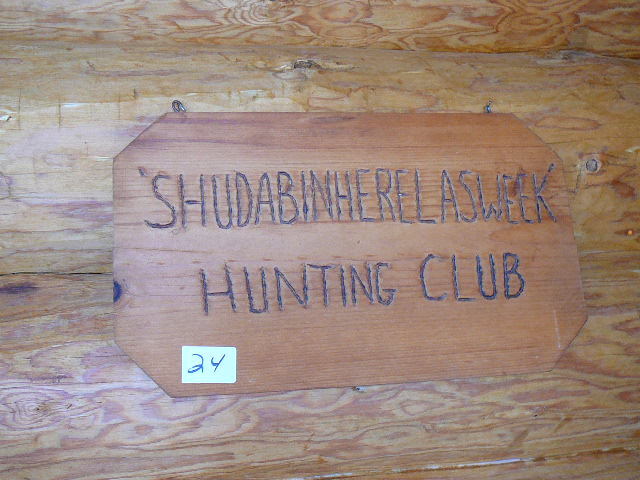 'SHUDABINHERELASWEEK'
HUNTING CLUB
24